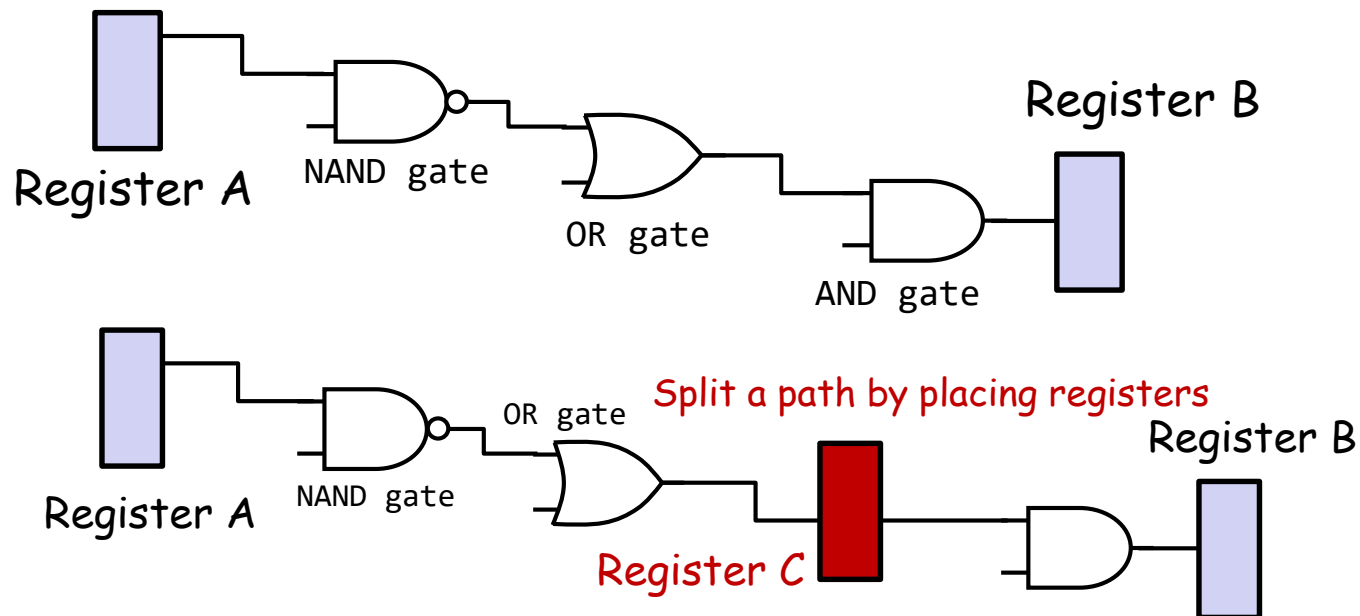 Register B
NAND gate
Register A
OR gate
AND gate
Split a path by placing registers
OR gate
Register B
NAND gate
Register A
Register C